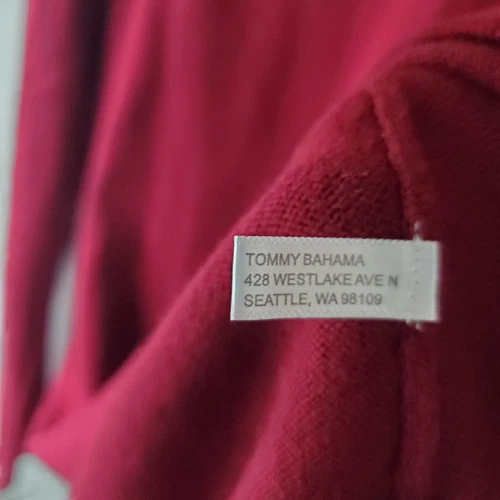 TOMMY BAHAMA
428 WESTLAKE AVE N
SEATTLE, WA 98109